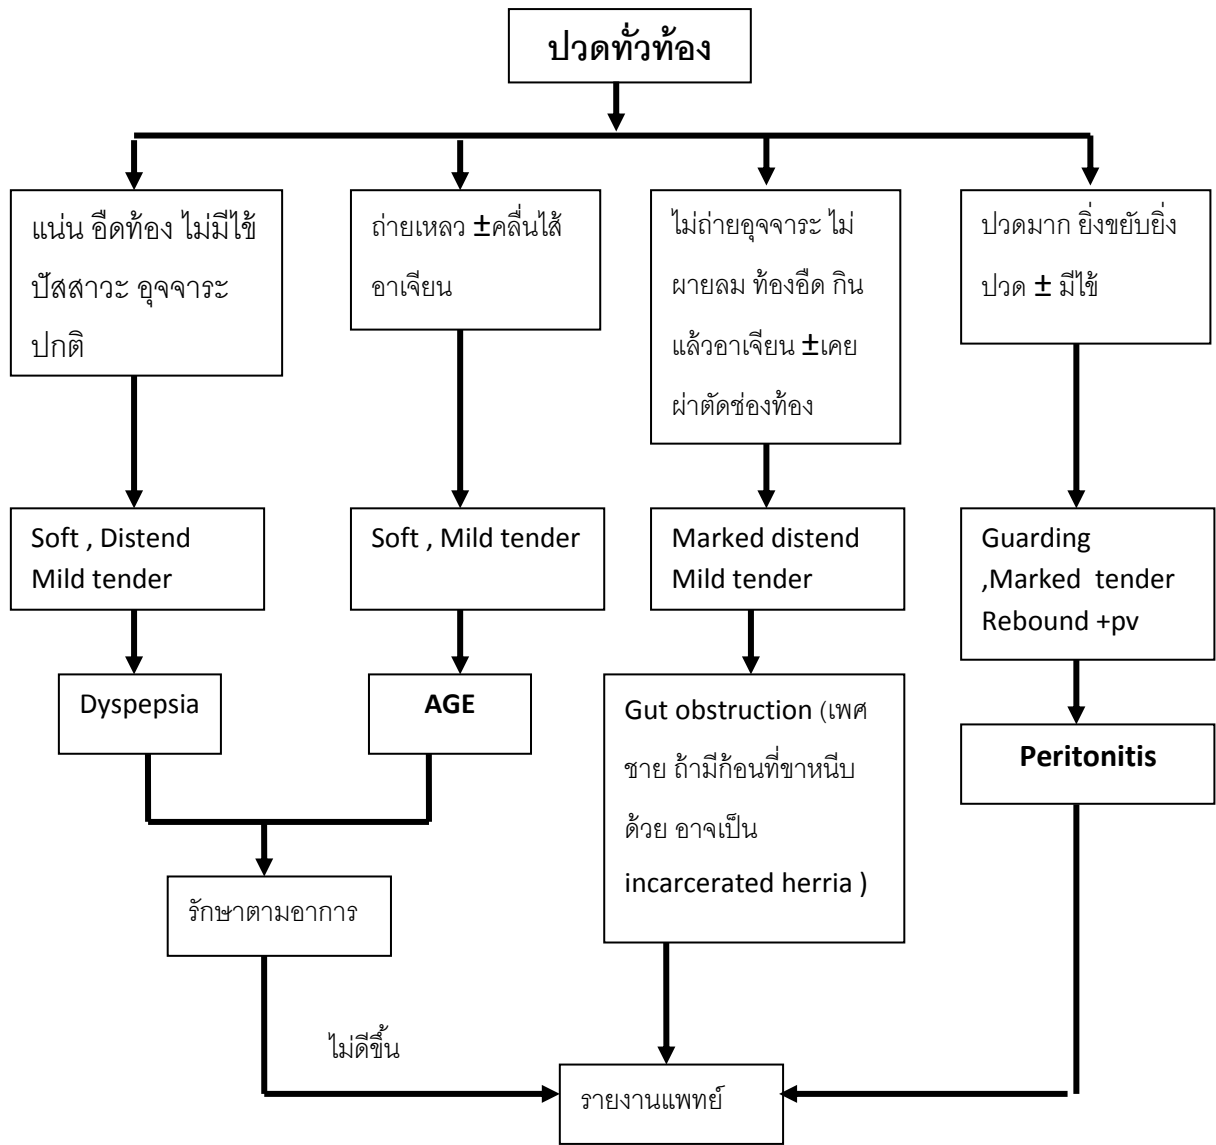 ปวดทั่วท้อง
แน่น อืดท้อง ไม่มีไข้
ปัสสาวะ อุจจาระ
ปกติ
ถ่ายเหลว ±คลื่นไส้
อาเจียน
ไม่ถ่ายอุจจาระ ไม่
ผายลม ท้องอืด กิน
แล้วอาเจียน ±เคย
ผ่าตัดช่องท้อง
ปวดมาก ยิ่งขยับยิ่ง
ปวด ± มีไข้
Soft , Distend
Mild tender
Soft , Mild tender
Marked distend
Mild tender
Guarding
,Marked tender
Rebound +pv
Dyspepsia
AGE
Gut obstruction (เพศ
ชาย ถ้ามีก้อนที่ขาหนีบ
ด้วย อาจเป็น
incarcerated herria )
Peritonitis
รักษาตามอาการ
ไม่ดีขึ้น
รายงานแพทย์